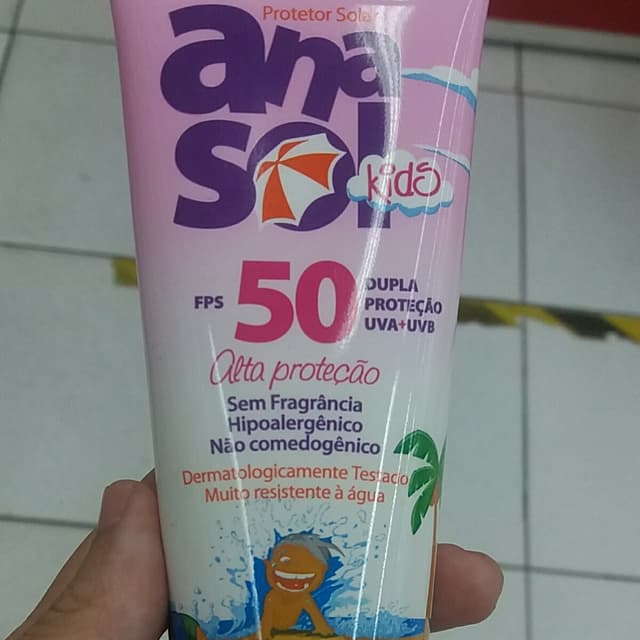 Protetor Solar
ana
sol
kids
FPS 50
DUPLA
PROTEÇÃO
UVA+UVB
Alta proteção
Sem Fragrância
Hipoalergênico
Não comedogênico
Dermatologicamente Testado
Muito resistente à água